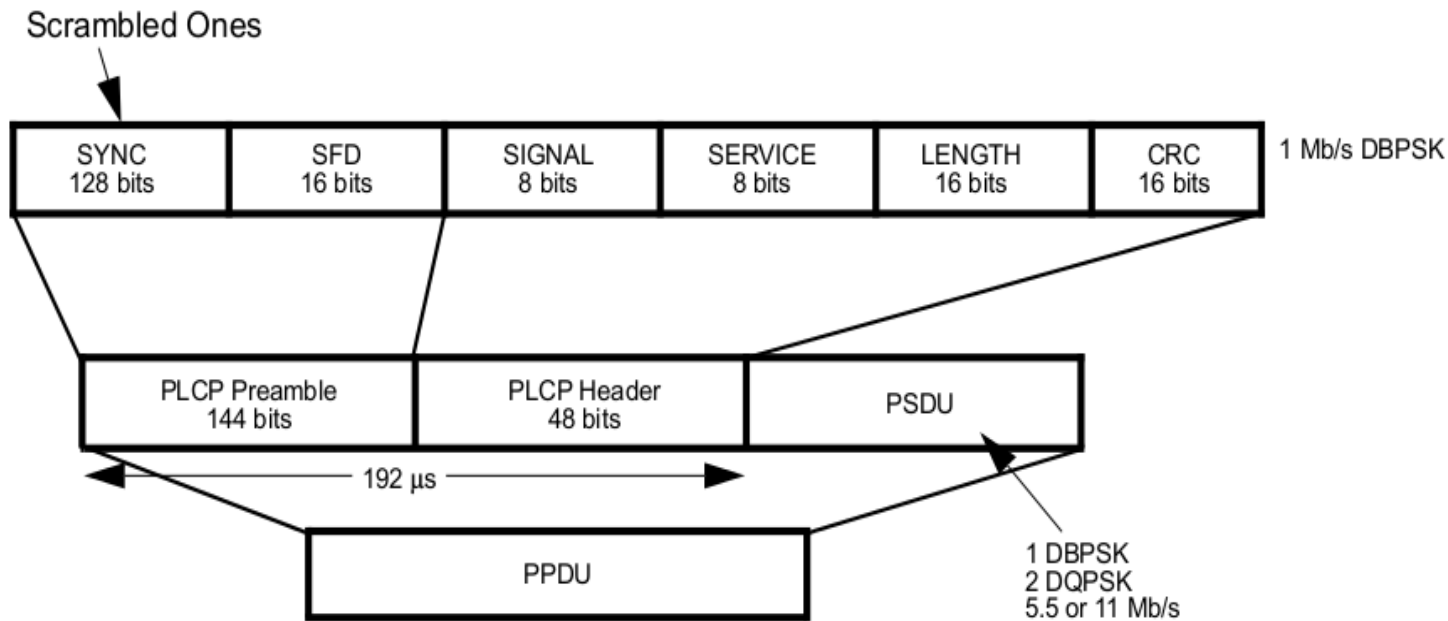 Scrambled Ones
SYNC
128 bits
SFD
16 bits
SIGNAL
8 bits
SERVICE
8 bits
LENGTH
16 bits
CRC
16 bits
1 Mb/s DBPSK
PLCP Preamble
144 bits
PLCP Header
48 bits
PSDU
192 μs
1 DBPSK
2 DQPSK
5.5 or 11 Mb/s
PPDU